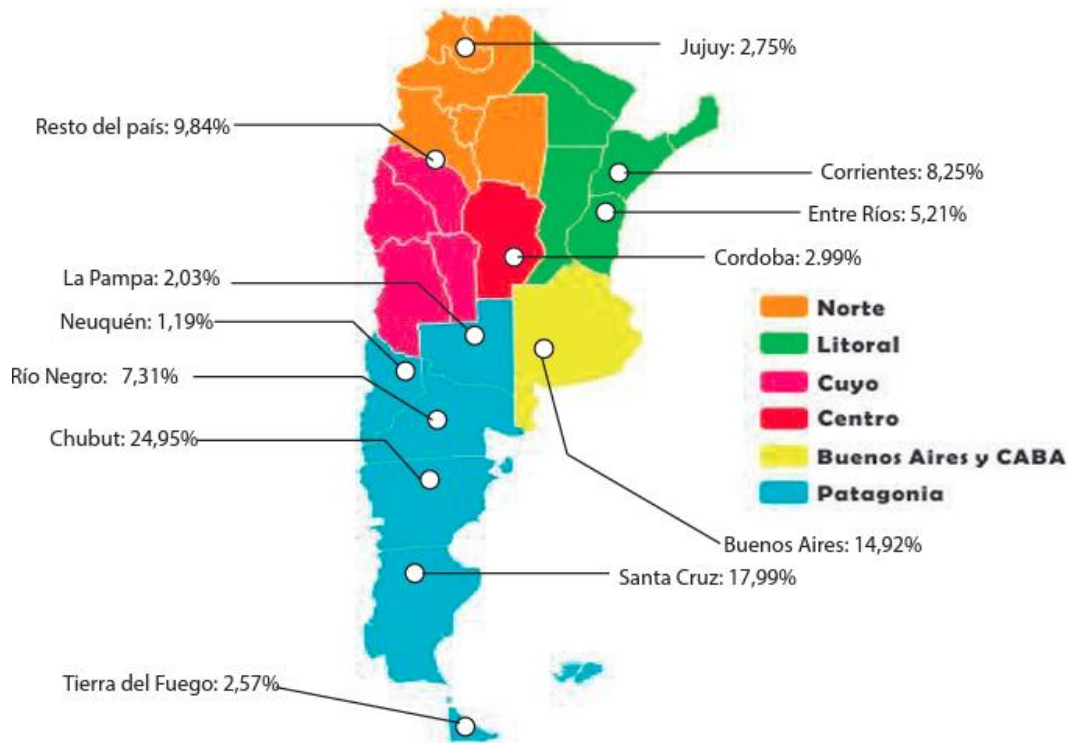 Jujuy: 2,75%
Resto del país: 9,84%
Corrientes: 8,25%
Entre Ríos: 5,21%
Cordoba: 2.99%
La Pampa: 2,03%
Neuquén: 1,19%
Río Negro: 7,31%
Chubut: 24,95%
Norte
Litoral
Cuyo
Centro
Buenos Aires y CABA
Patagonia
Buenos Aires: 14,92%
Santa Cruz: 17,99%
Tierra del Fuego: 2,57%